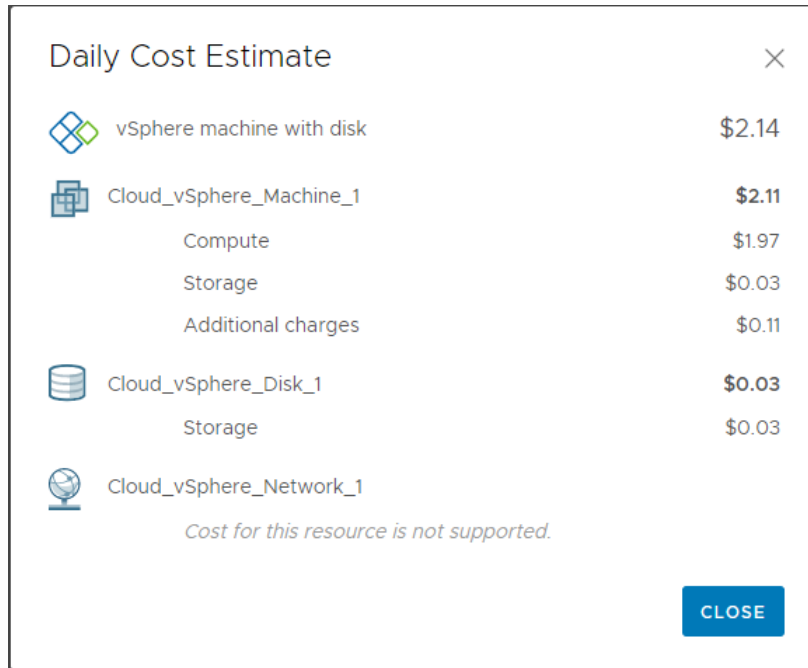 Daily Cost Estimate
vSphere machine with disk $2.14
Cloud_vSphere_Machine_1 $2.11
Compute $1.97
Storage $0.03
Additional charges $0.11
Cloud_vSphere_Disk_1 $0.03
Storage $0.03
Cloud_vSphere_Network_1
Cost for this resource is not supported.
CLOSE